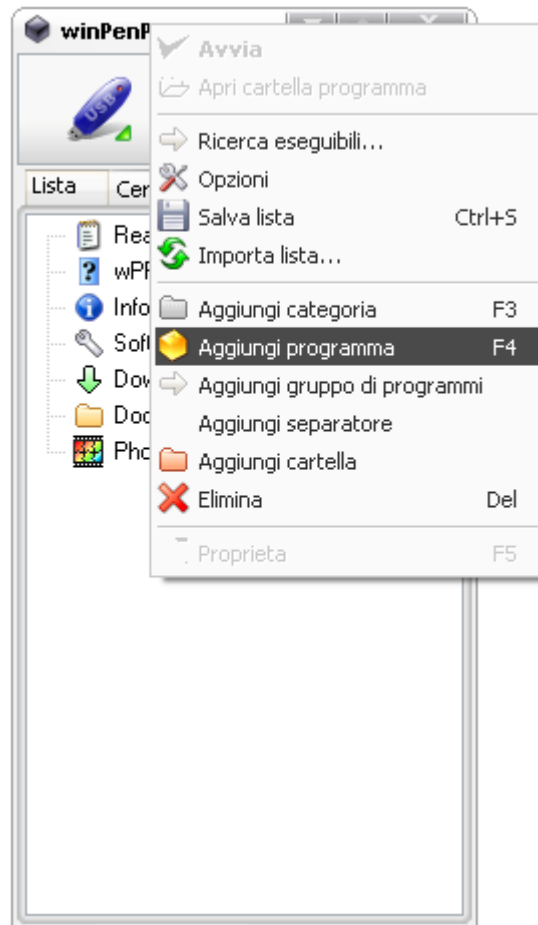 winPenP
Avvia
Apri cartella programma
Ricerca eseguibili...
Opzioni
Salva lista Ctrl+S
Importa lista...
Aggiungi categoria F3
Aggiungi programma F4
Aggiungi gruppo di programmi
Aggiungi separatore
Aggiungi cartella
Elimina Del
Proprieta F5
USB
Lista Cer
Rea
wPP
Info
Soft
Dow
Doc
Pho